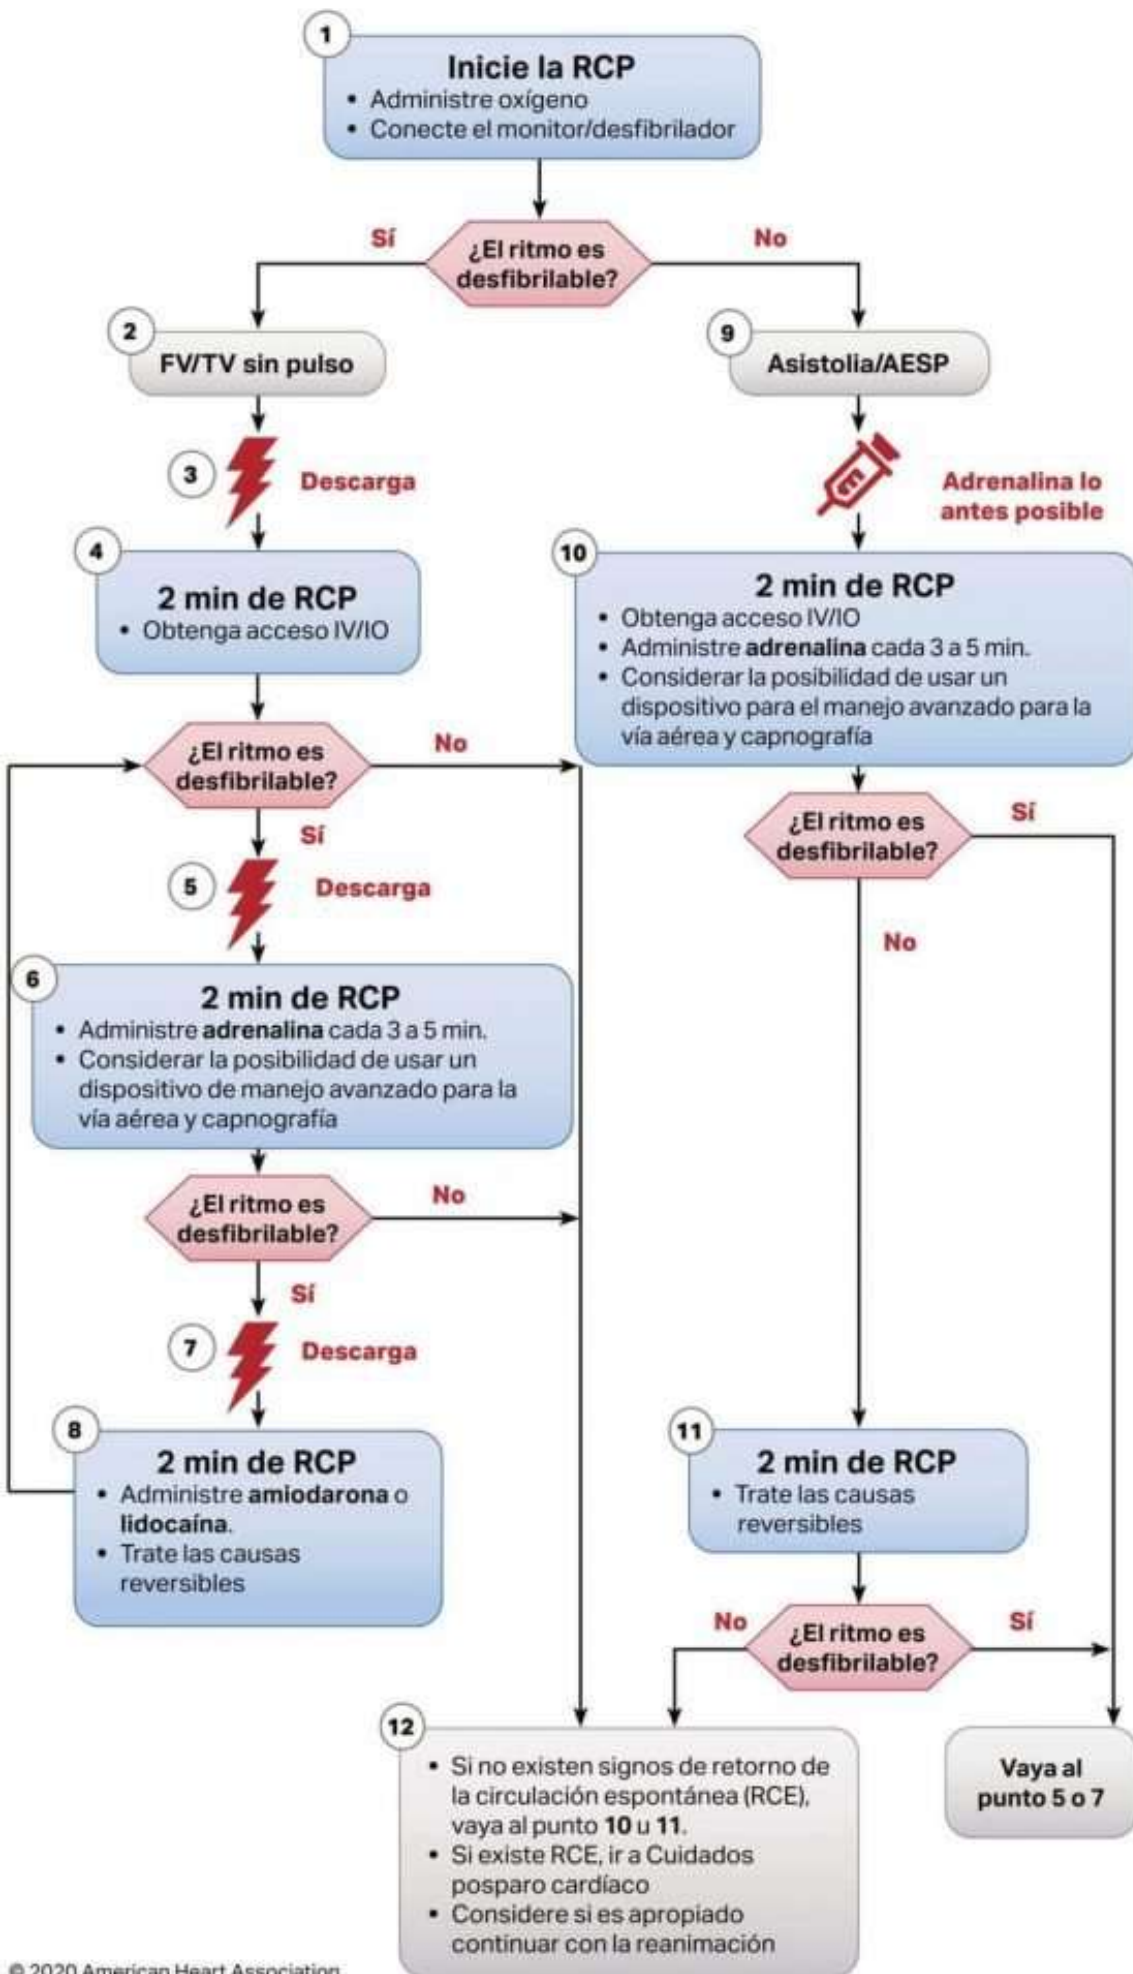 1
Inicie la RCP
• Administre oxígeno
• Conecte el monitor/desfibrilador
¿El ritmo es
desfibrilable?
Sí
No
2
FV/TV sin pulso
3
Descarga
4
2 min de RCP
• Obtenga acceso IV/IO
¿El ritmo es
desfibrilable?
No
Sí
5
Descarga
6
2 min de RCP
• Administre adrenalina cada 3 a 5 min.
• Considerar la posibilidad de usar un
dispositivo de manejo avanzado para la
vía aérea y capnografía
¿El ritmo es
desfibrilable?
No
Sí
7
Descarga
8
2 min de RCP
• Administre amiodarona o
lidocaína.
• Trate las causas
reversibles
9
Asistolia/AESP
Adrenalina lo
antes posible
10
2 min de RCP
• Obtenga acceso IV/IO
• Administre adrenalina cada 3 a 5 min.
• Considerar la posibilidad de usar un
dispositivo para el manejo avanzado para la
vía aérea y capnografía
¿El ritmo es
desfibrilable?
Sí
No
11
2 min de RCP
• Trate las causas
reversibles
¿El ritmo es
desfibrilable?
No
Sí
12
• Si no existen signos de retorno de
la circulación espontánea (RCE),
vaya al punto 10 u 11.
• Si existe RCE, ir a Cuidados
posparo cardíaco
• Considere si es apropiado
continuar con la reanimación
Vaya al
punto 5 o 7
© 2020 American Heart Association